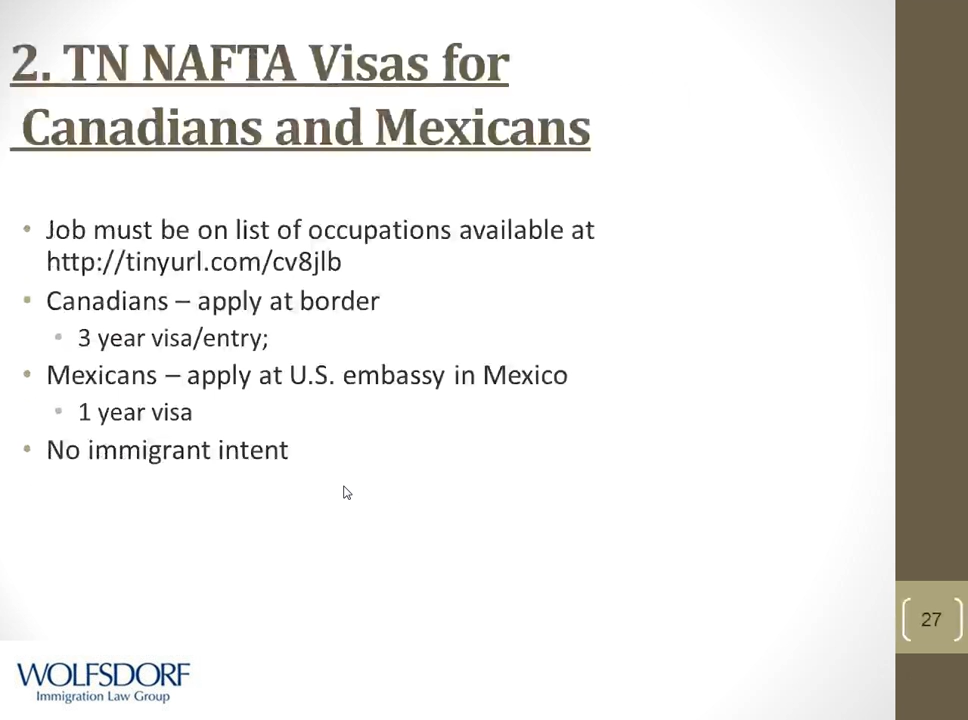 2. TN NAFTA Visas for
Canadians and Mexicans
• Job must be on list of occupations available at
http://tinyurl.com/cv8jlb
• Canadians – apply at border
• 3 year visa/entry;
• Mexicans – apply at U.S. embassy in Mexico
• 1 year visa
• No immigrant intent
27
WOLFSDORF
Immigration Law Group